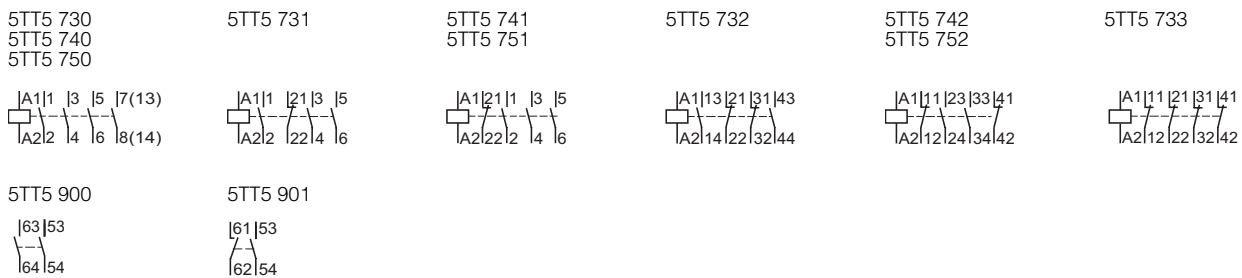 5TT5 730 5TT5 731 5TT5 741 5TT5 732 5TT5 742 5TT5 733
5TT5 740 5TT5 751 5TT5 752
5TT5 750
A1 1 3 5 7(13) A1 1 21 3 5 A1 21 1 3 5 A1 13 21 31 43 A1 11 23 33 41 A1 11 21 31 41
A2 2 4 6 8(14) A2 2 22 4 6 A2 22 2 4 6 A2 14 22 32 44 A2 12 24 34 42 A2 12 22 32 42
5TT5 900 5TT5 901
63 53 61 53
64 54 62 54